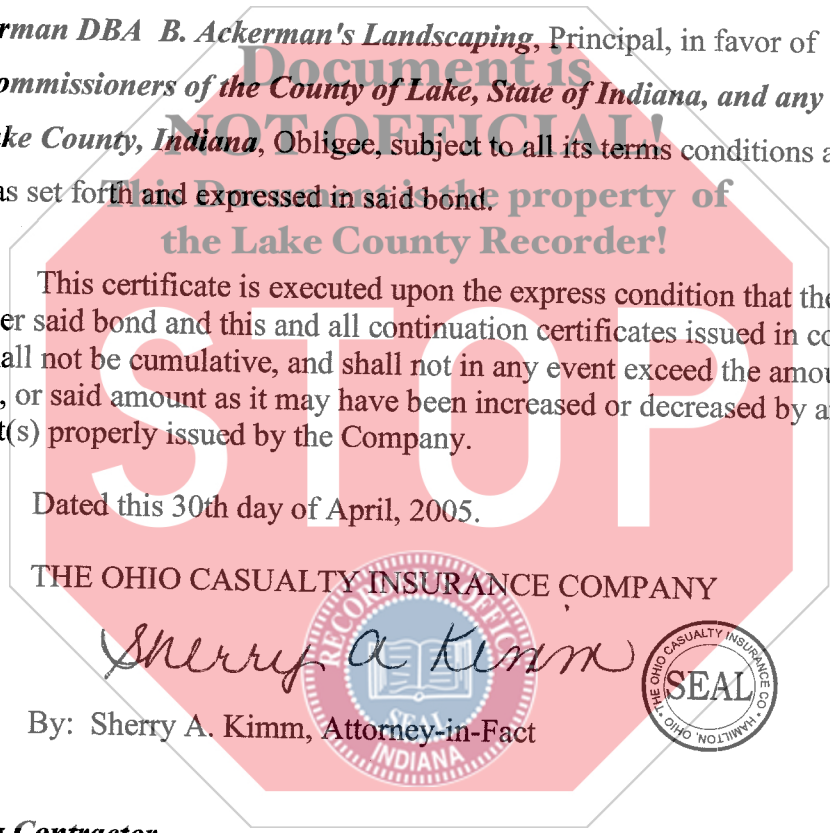 rman DBA B. Ackerman's Landscaping, Principal, in favor of
Document is
ommissioners of the County of Lake, State of Indiana, and any
NOT OFFICIAL!
ke County, Indiana, Obligee, subject to all its terms conditions a
This Document is the property of
as set forth and expressed in said bond.
the Lake County Recorder!
This certificate is executed upon the express condition that the
er said bond and this and all continuation certificates issued in co
all not be cumulative, and shall not in any event exceed the amou
, or said amount as it may have been increased or decreased by a
t(s) properly issued by the Company.
STOP
Dated this 30th day of April, 2005.
THE OHIO CASUALTY INSURANCE COMPANY
Sherry A Kimm
RECORDER'S OFFICE
SEAL
INDIANA
THE OHIO CASUALTY INSURANCE CO • HAMILTON, OHIO •
SEAL
By: Sherry A. Kimm, Attorney-in-Fact
Contractor